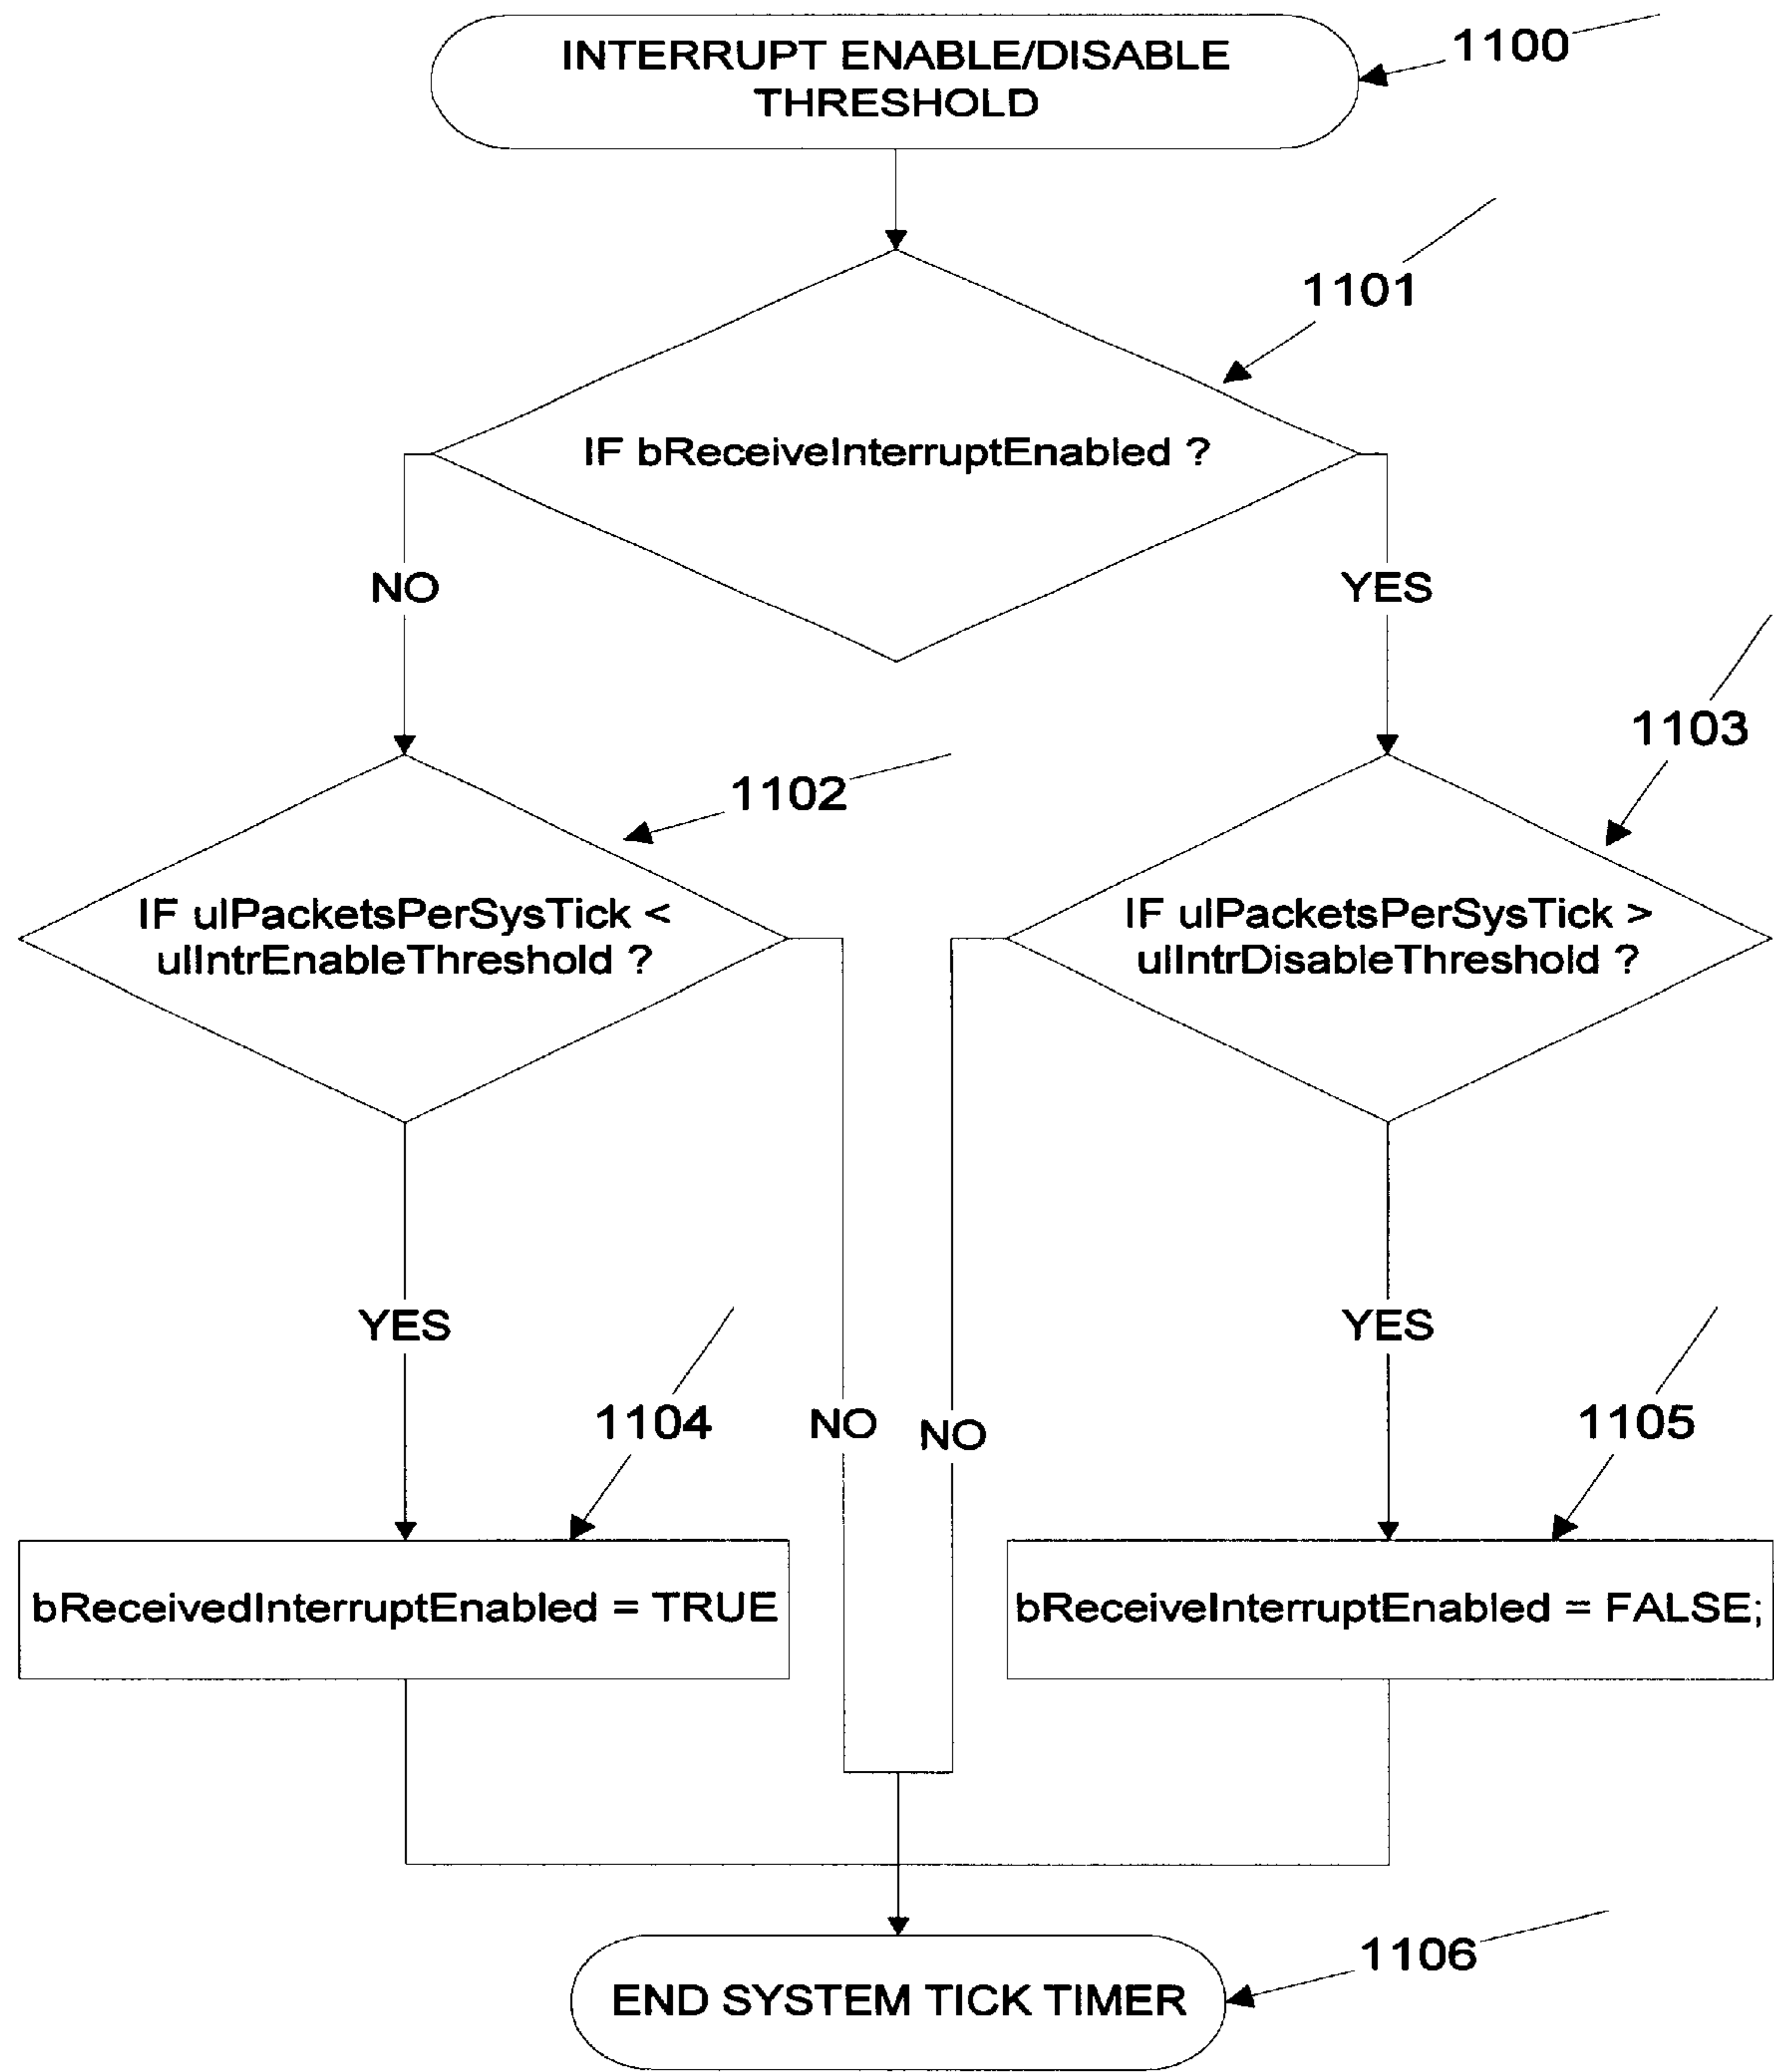 INTERRUPT ENABLE/DISABLE
THRESHOLD
1100
1101
IF bReceiveInterruptEnabled ?
NO
YES
1103
1102
IF ulPacketsPerSysTick <
ulIntrEnableThreshold ?
IF ulPacketsPerSysTick >
ulIntrDisableThreshold ?
YES
YES
1104
NO
NO
1105
bReceivedInterruptEnabled = TRUE
bReceiveInterruptEnabled = FALSE;
1106
END SYSTEM TICK TIMER